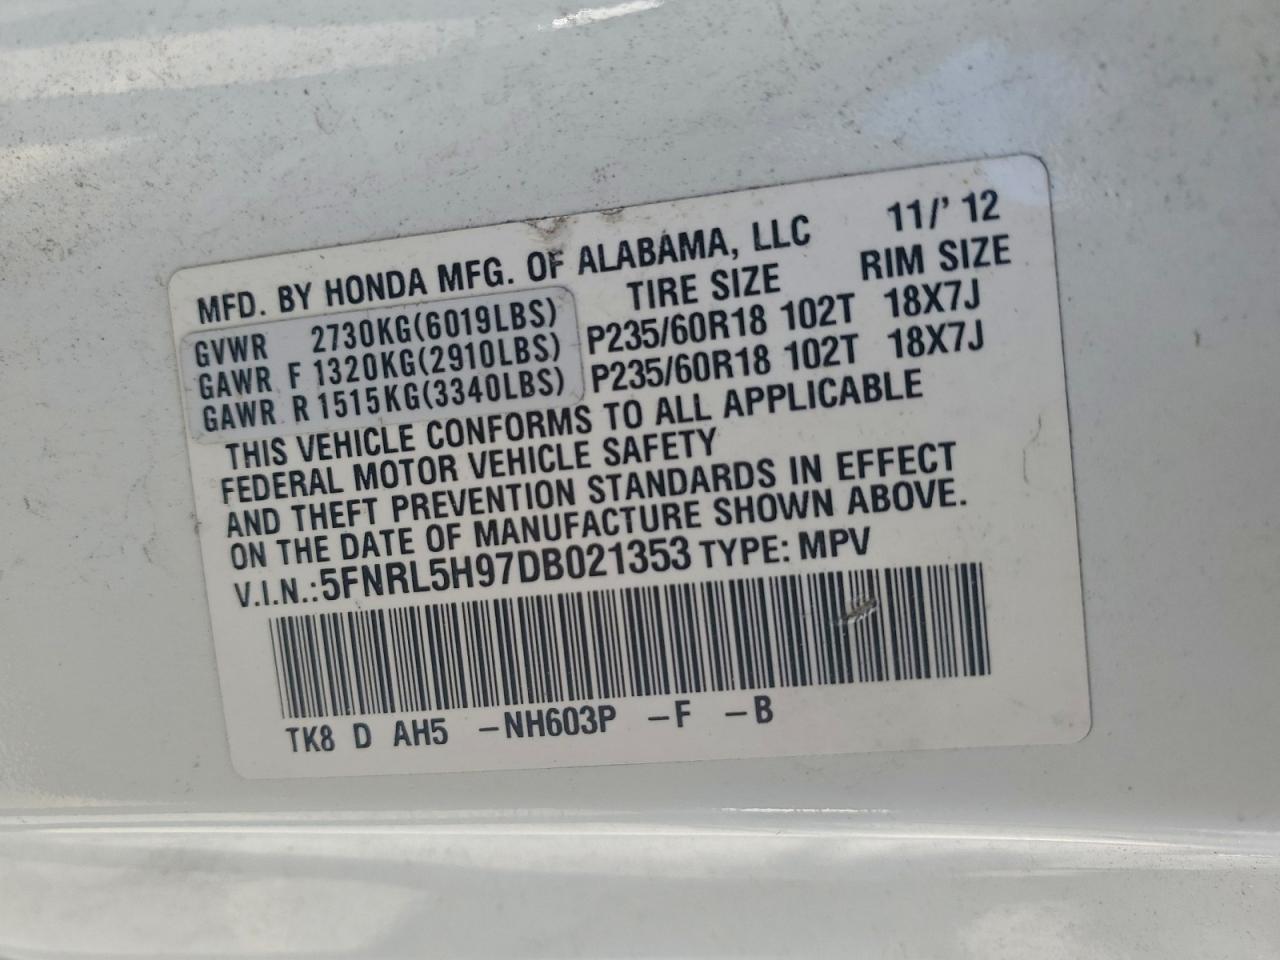 MFD. BY HONDA MFG. OF ALABAMA, LLC 11/' 12
TIRE SIZE RIM SIZE
GVWR 2730KG(6019LBS)
GAWR F 1320KG(2910LBS) P235/60R18 102T 18X7J
GAWR R 1515KG(3340LBS) P235/60R18 102T 18X7J
THIS VEHICLE CONFORMS TO ALL APPLICABLE
FEDERAL MOTOR VEHICLE SAFETY
AND THEFT PREVENTION STANDARDS IN EFFECT
ON THE DATE OF MANUFACTURE SHOWN ABOVE.
V.I.N.:5FNRL5H97DB021353 TYPE: MPV
TK8 D AH5 -NH603P -F -B